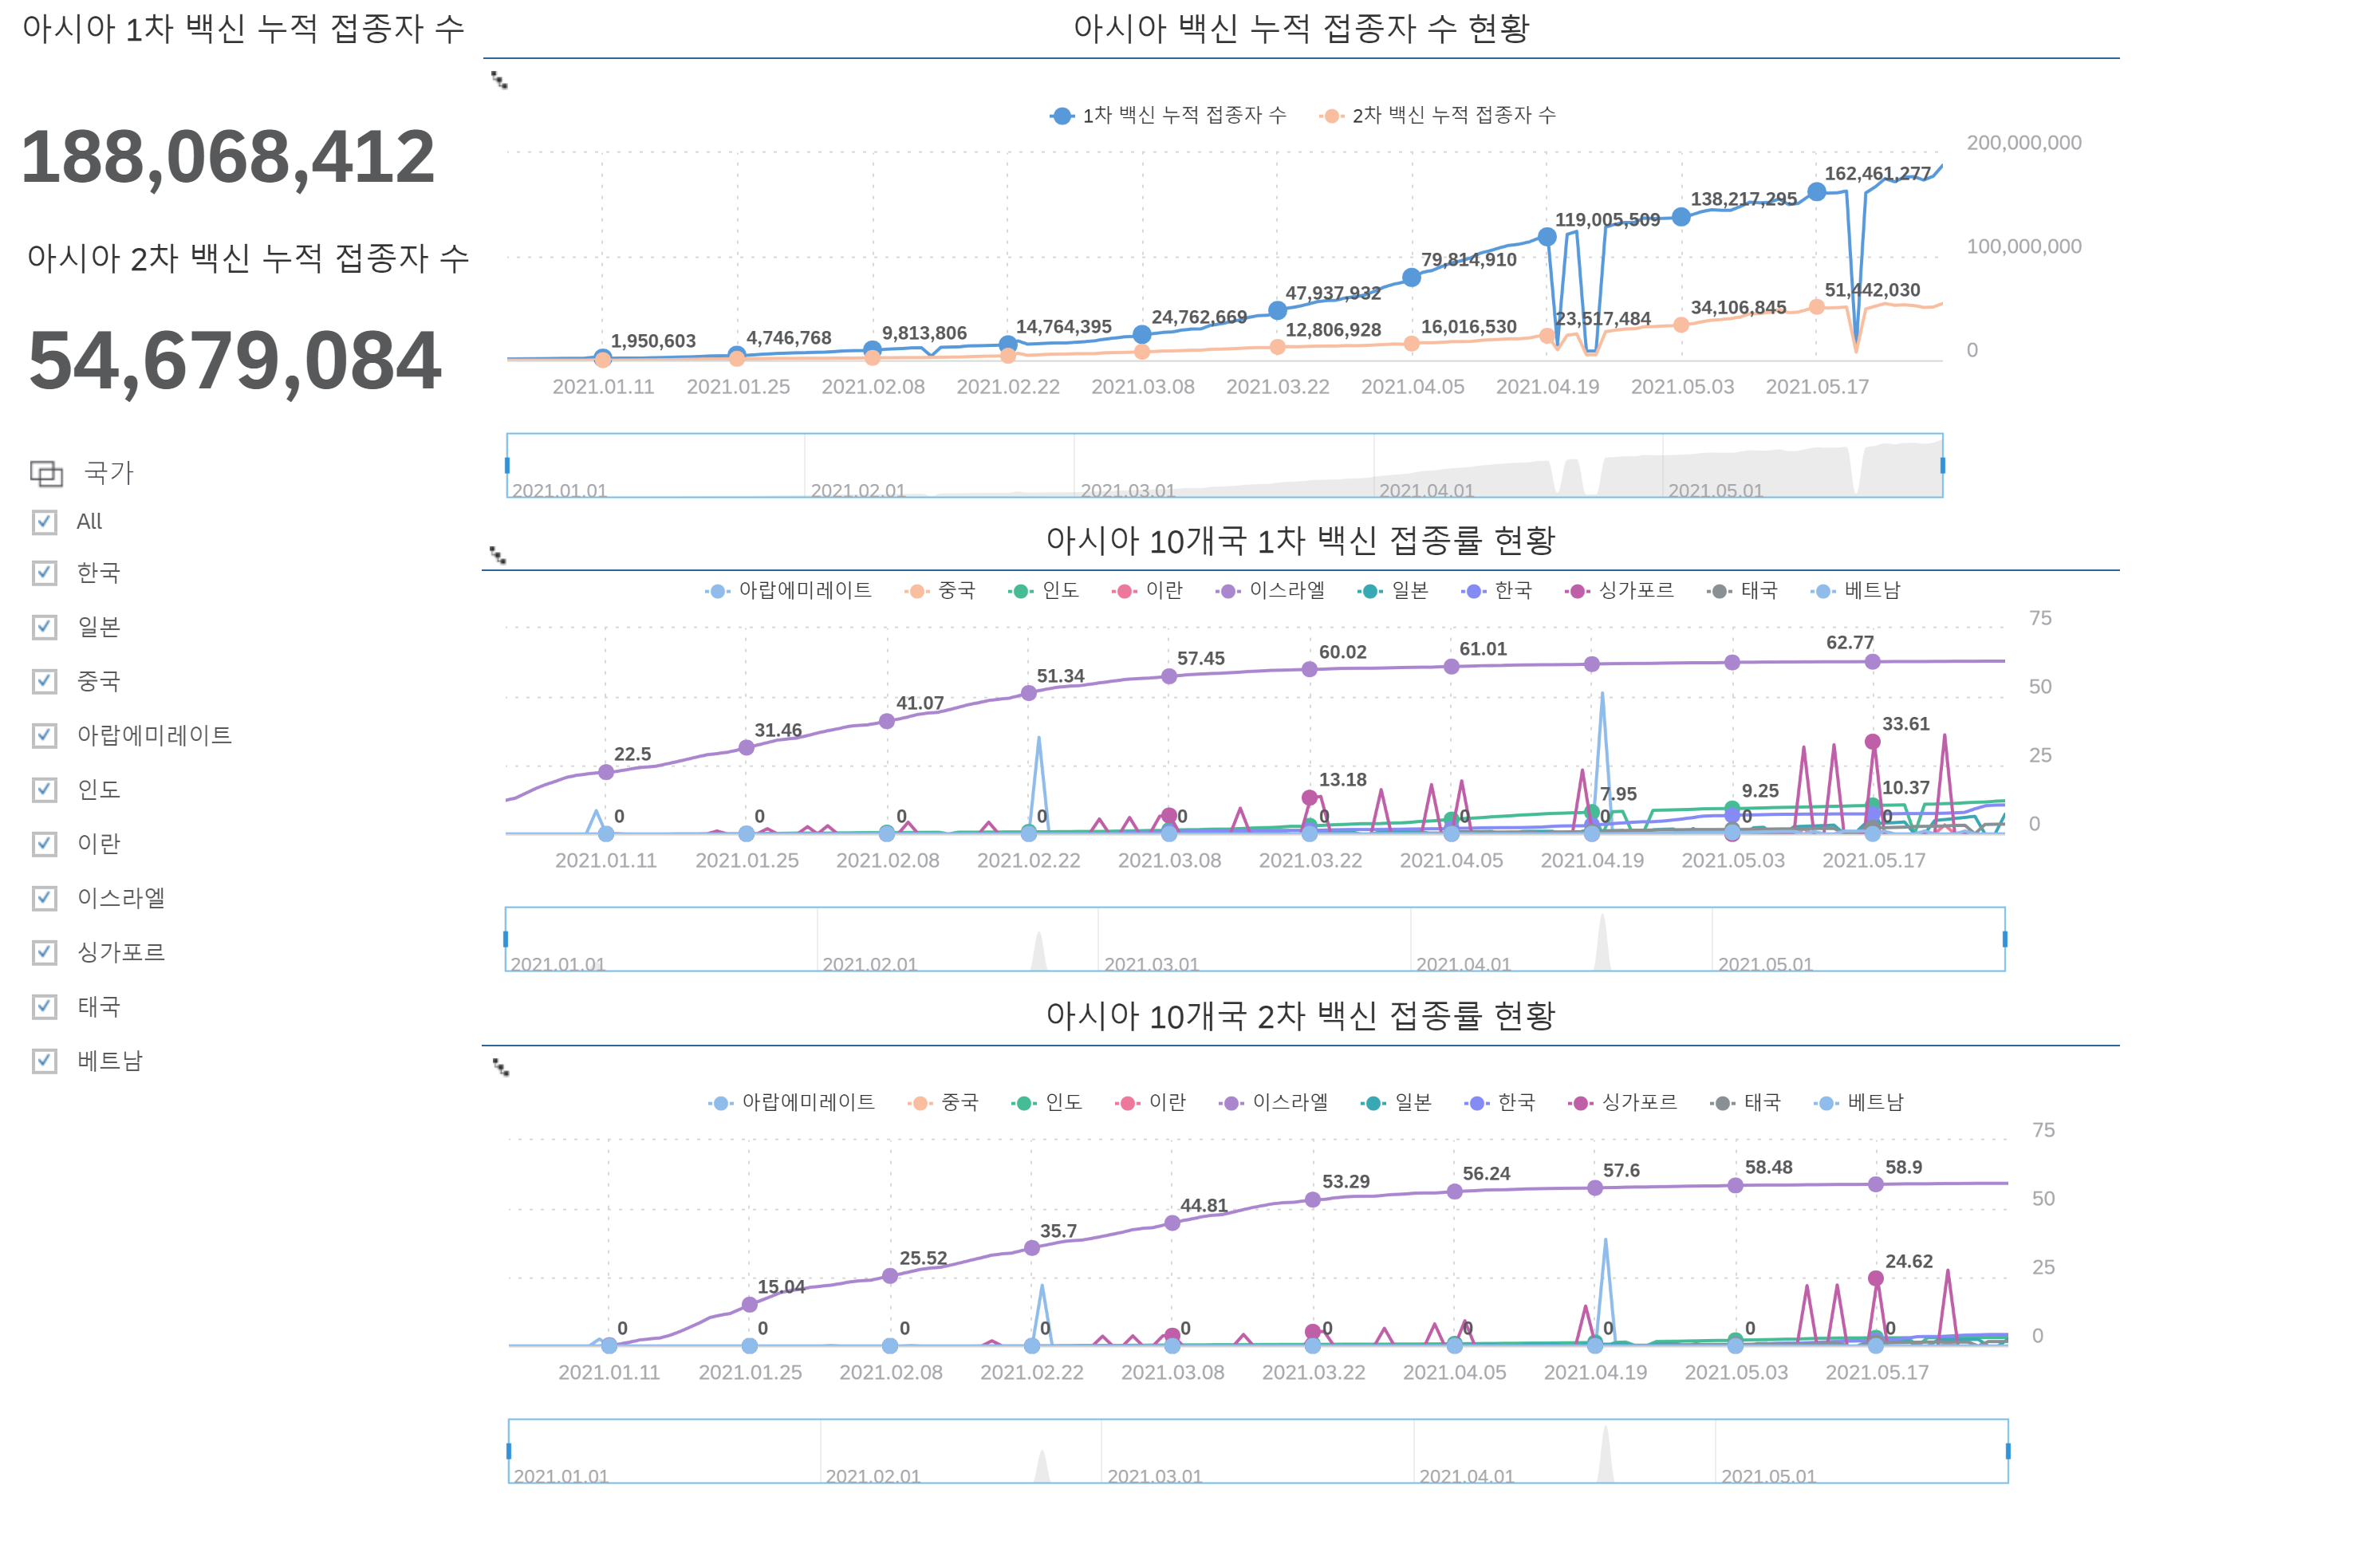 아시아 1차 백신 누적 접종자 수
188,068,412
아시아 2차 백신 누적 접종자 수
54,679,084
국가
All
한국
일본
중국
아랍에미레이트
인도
이란
이스라엘
싱가포르
태국
베트남
아시아 백신 누적 접종자 수 현황
1차 백신 누적 접종자 수 2차 백신 누적 접종자 수
200,000,000
100,000,000
0
1,950,603 4,746,768 9,813,806 14,764,395 24,762,669 47,937,932 79,814,910 119,005,509 138,217,295 162,461,277
12,806,928 16,016,530 23,517,484 34,106,845 51,442,030
2021.01.11 2021.01.25 2021.02.08 2021.02.22 2021.03.08 2021.03.22 2021.04.05 2021.04.19 2021.05.03 2021.05.17
2021.01.01 2021.02.01 2021.03.01 2021.04.01 2021.05.01
아시아 10개국 1차 백신 접종률 현황
아랍에미레이트 중국 인도 이란 이스라엘 일본 한국 싱가포르 태국 베트남
75
50
25
0
22.5 31.46 41.07 51.34 57.45 60.02 61.01 62.77
13.18 7.95 9.25 33.61
10.37
0 0 0 0 0 0 0 0 0
2021.01.11 2021.01.25 2021.02.08 2021.02.22 2021.03.08 2021.03.22 2021.04.05 2021.04.19 2021.05.03 2021.05.17
2021.01.01 2021.02.01 2021.03.01 2021.04.01 2021.05.01
아시아 10개국 2차 백신 접종률 현황
아랍에미레이트 중국 인도 이란 이스라엘 일본 한국 싱가포르 태국 베트남
75
50
25
0
15.04 25.52 35.7 44.81 53.29 56.24 57.6 58.48 58.9
24.62
0 0 0 0 0 0 0 0 0 0
2021.01.11 2021.01.25 2021.02.08 2021.02.22 2021.03.08 2021.03.22 2021.04.05 2021.04.19 2021.05.03 2021.05.17
2021.01.01 2021.02.01 2021.03.01 2021.04.01 2021.05.01